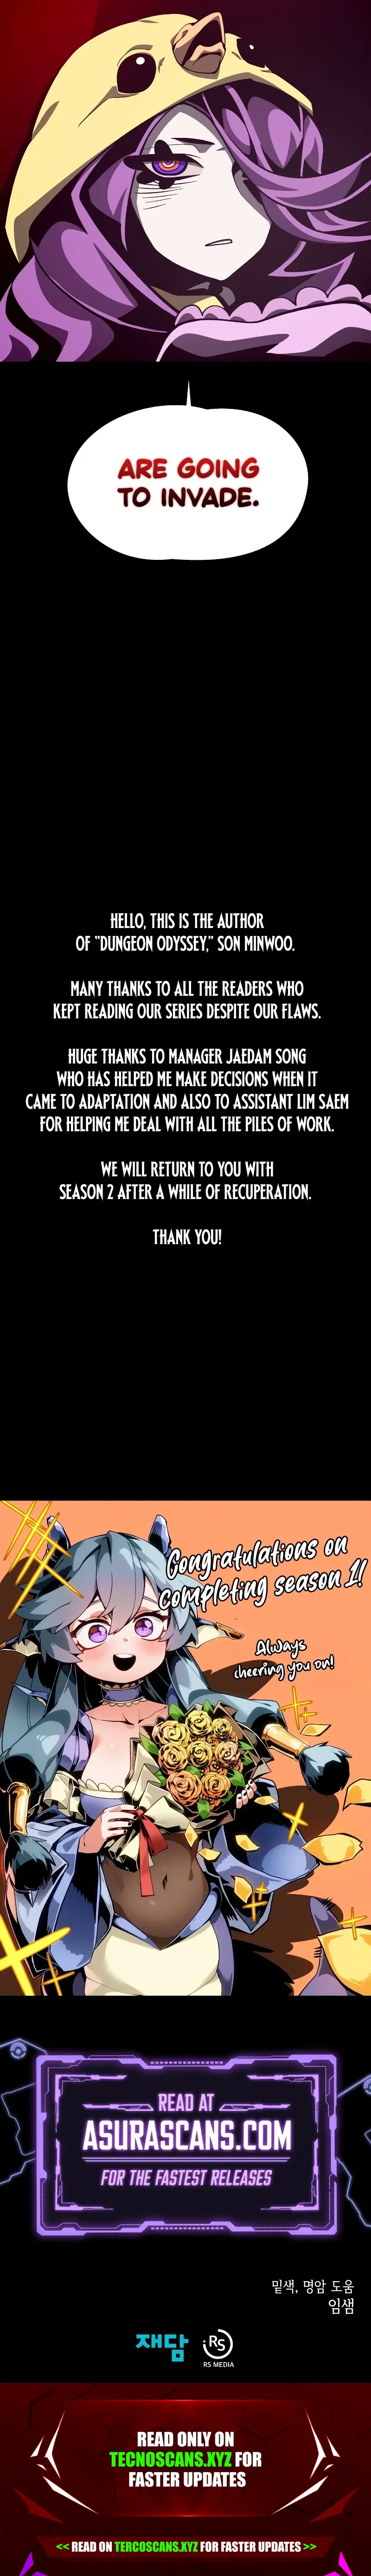 ARE GOING
TO INVADE.
HELLO, THIS IS THE AUTHOR
OF "DUNGEON ODYSSEY," SON MINWOO.
MANY THANKS TO ALL THE READERS WHO
KEPT READING OUR SERIES DESPITE OUR FLAWS.
HUGE THANKS TO MANAGER JAEDAM SONG
WHO HAS HELPED ME MAKE DECISIONS WHEN IT
CAME TO ADAPTATION AND ALSO TO ASSISTANT LIM SAEM
FOR HELPING ME DEAL WITH ALL THE PILES OF WORK.
WE WILL RETURN TO YOU WITH
SEASON 2 AFTER A WHILE OF RECUPERATION.
THANK YOU!
Congratulations on
completing season 1!
Always
cheering you on!
READ AT
ASURASCANS.COM
FOR THE FASTEST RELEASES
밑색, 명암 도움
임샘
재담
RS
RS MEDIA
READ ONLY ON
TECNOSCANS.XYZ FOR
FASTER UPDATES
<< READ ON TERCOSCANS.XYZ FOR FASTER UPDATES >>